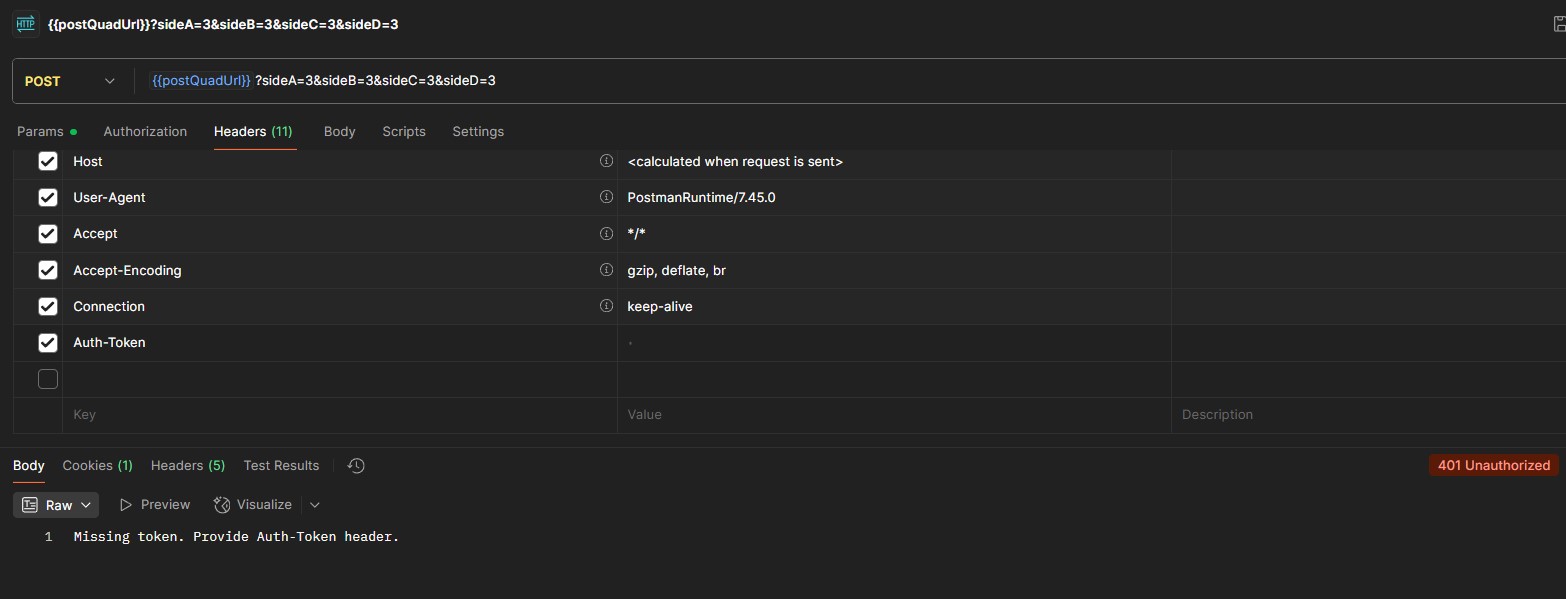 HTTP {{postQuadUrl}}?sideA=3&sideB=3&sideC=3&sideD=3
POST {{postQuadUrl}} ?sideA=3&sideB=3&sideC=3&sideD=3
Params Authorization Headers (11) Body Scripts Settings
Host <calculated when request is sent>
User-Agent PostmanRuntime/7.45.0
Accept */*
Accept-Encoding gzip, deflate, br
Connection keep-alive
Auth-Token
Key Value Description
Body Cookies (1) Headers (5) Test Results 401 Unauthorized
Raw Preview Visualize
1 Missing token. Provide Auth-Token header.